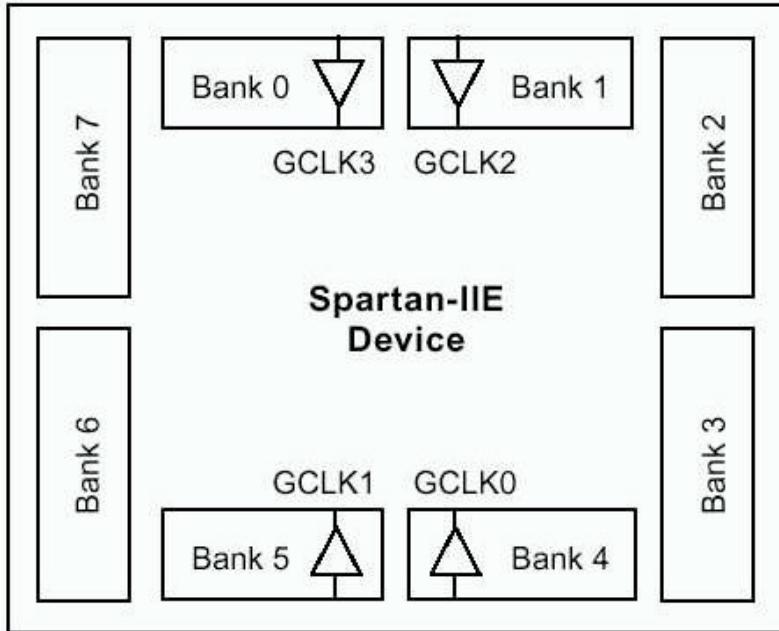 Bank 0
Bank 1
GCLK3
GCLK2
Bank 7
Bank 2
Spartan-IIE
Device
Bank 6
Bank 3
GCLK1
GCLK0
Bank 5
Bank 4